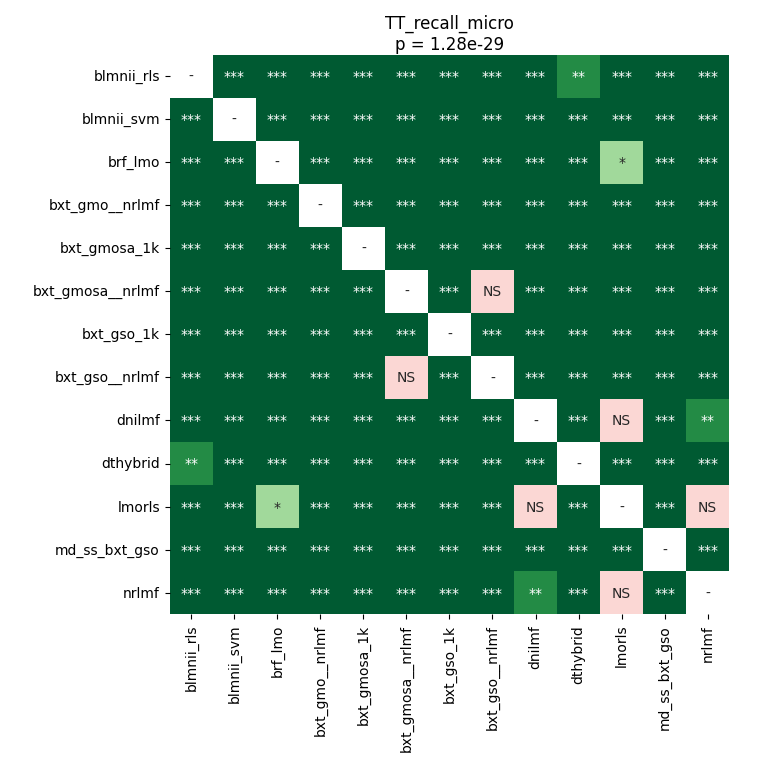 TT_recall_micro
p = 1.28e-29
blmnii_rls - *** *** *** *** *** *** *** *** ** *** *** ***
blmnii_svm *** - *** *** *** *** *** *** *** *** *** *** ***
brf_lmo *** *** - *** *** *** *** *** *** *** * *** ***
bxt_gmo__nrlmf *** *** *** - *** *** *** *** *** *** *** *** ***
bxt_gmosa_1k *** *** *** *** - *** *** *** *** *** *** *** ***
bxt_gmosa__nrlmf *** *** *** *** *** - *** NS *** *** *** *** ***
bxt_gso_1k *** *** *** *** *** *** - *** *** *** *** *** ***
bxt_gso__nrlmf *** *** *** *** *** NS *** - *** *** *** *** ***
dnilmf *** *** *** *** *** *** *** *** - *** NS *** **
dthybrid ** *** *** *** *** *** *** *** *** - *** *** ***
lmorls *** *** * *** *** *** *** *** NS *** - *** NS
md_ss_bxt_gso *** *** *** *** *** *** *** *** *** *** *** - ***
nrlmf *** *** *** *** *** *** *** *** ** *** NS *** -
blmnii_rls
blmnii_svm
brf_lmo
bxt_gmo__nrlmf
bxt_gmosa_1k
bxt_gmosa__nrlmf
bxt_gso_1k
bxt_gso__nrlmf
dnilmf
dthybrid
lmorls
md_ss_bxt_gso
nrlmf